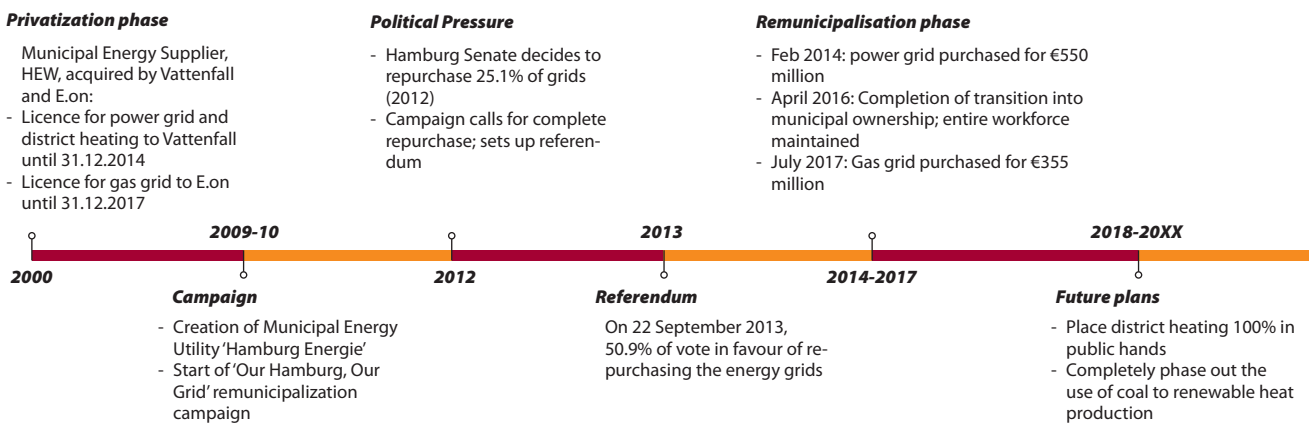 Privatization phase
Municipal Energy Supplier,
HEW, acquired by Vattenfall
and E.on:
- Licence for power grid and
district heating to Vattenfall
until 31.12.2014
- Licence for gas grid to E.on
until 31.12.2017
Political Pressure
- Hamburg Senate decides to
repurchase 25.1% of grids
(2012)
- Campaign calls for complete
repurchase; sets up referen-
dum
Remunicipalisation phase
- Feb 2014: power grid purchased for €550
million
- April 2016: Completion of transition into
municipal ownership; entire workforce
maintained
- July 2017: Gas grid purchased for €355
million
2009-10
2013
2018-20XX
2000
2012
2014-2017
Campaign
- Creation of Municipal Energy
Utility ‘Hamburg Energie’
- Start of ‘Our Hamburg, Our
Grid’ remunicipalization
campaign
Referendum
On 22 September 2013,
50.9% of vote in favour of re-
purchasing the energy grids
Future plans
- Place district heating 100% in
public hands
- Completely phase out the
use of coal to renewable heat
production